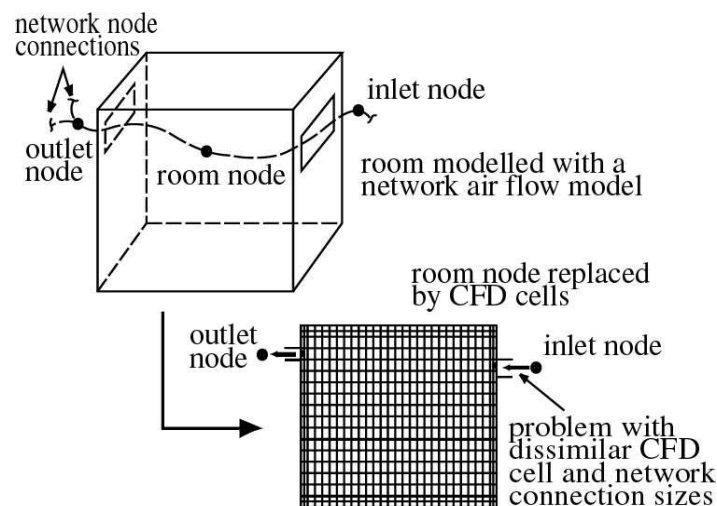 network node
connections
inlet node
outlet
node
room node
room modelled with a
network air flow model
room node replaced
by CFD cells
outlet
node
inlet node
problem with
dissimilar CFD
cell and network
connection sizes